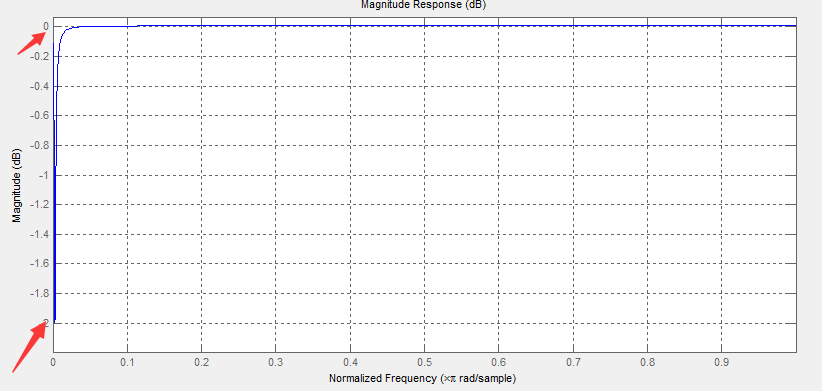 Magnitude Response (dB)
0
-0.2
-0.4
-0.6
-0.8
-1
-1.2
-1.4
-1.6
-1.8
-2
Magnitude (dB)
0 0.1 0.2 0.3 0.4 0.5 0.6 0.7 0.8 0.9
Normalized Frequency (×π rad/sample)